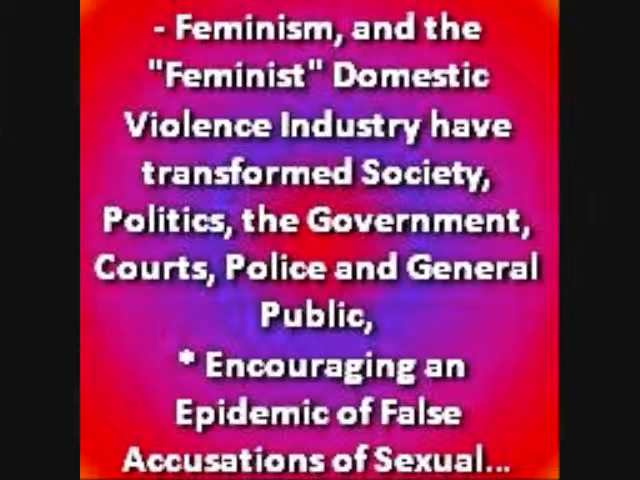 - Feminism, and the
"Feminist" Domestic
Violence Industry have
transformed Society,
Politics, the Government,
Courts, Police and General
Public,
* Encouraging an
Epidemic of False
Accusations of Sexual...